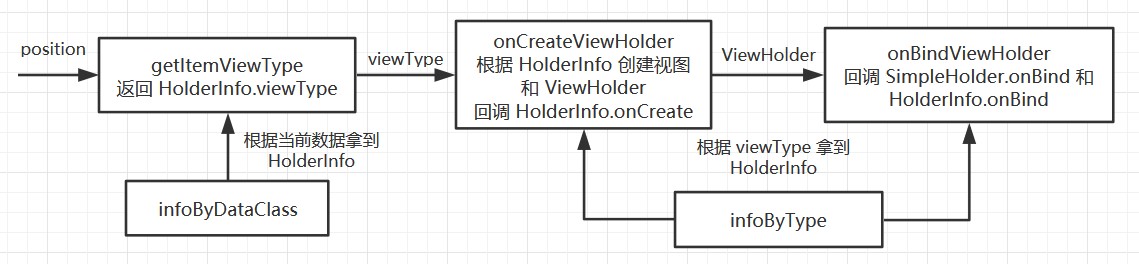 position
getItemViewType
返回 HolderInfo.viewType
viewType
onCreateViewHolder
根据 HolderInfo 创建视图
和 ViewHolder
回调 HolderInfo.onCreate
ViewHolder
onBindViewHolder
回调 SimpleHolder.onBind 和
HolderInfo.onBind
根据当前数据拿到
HolderInfo
infoByDataClass
根据 viewType 拿到
HolderInfo
infoByType